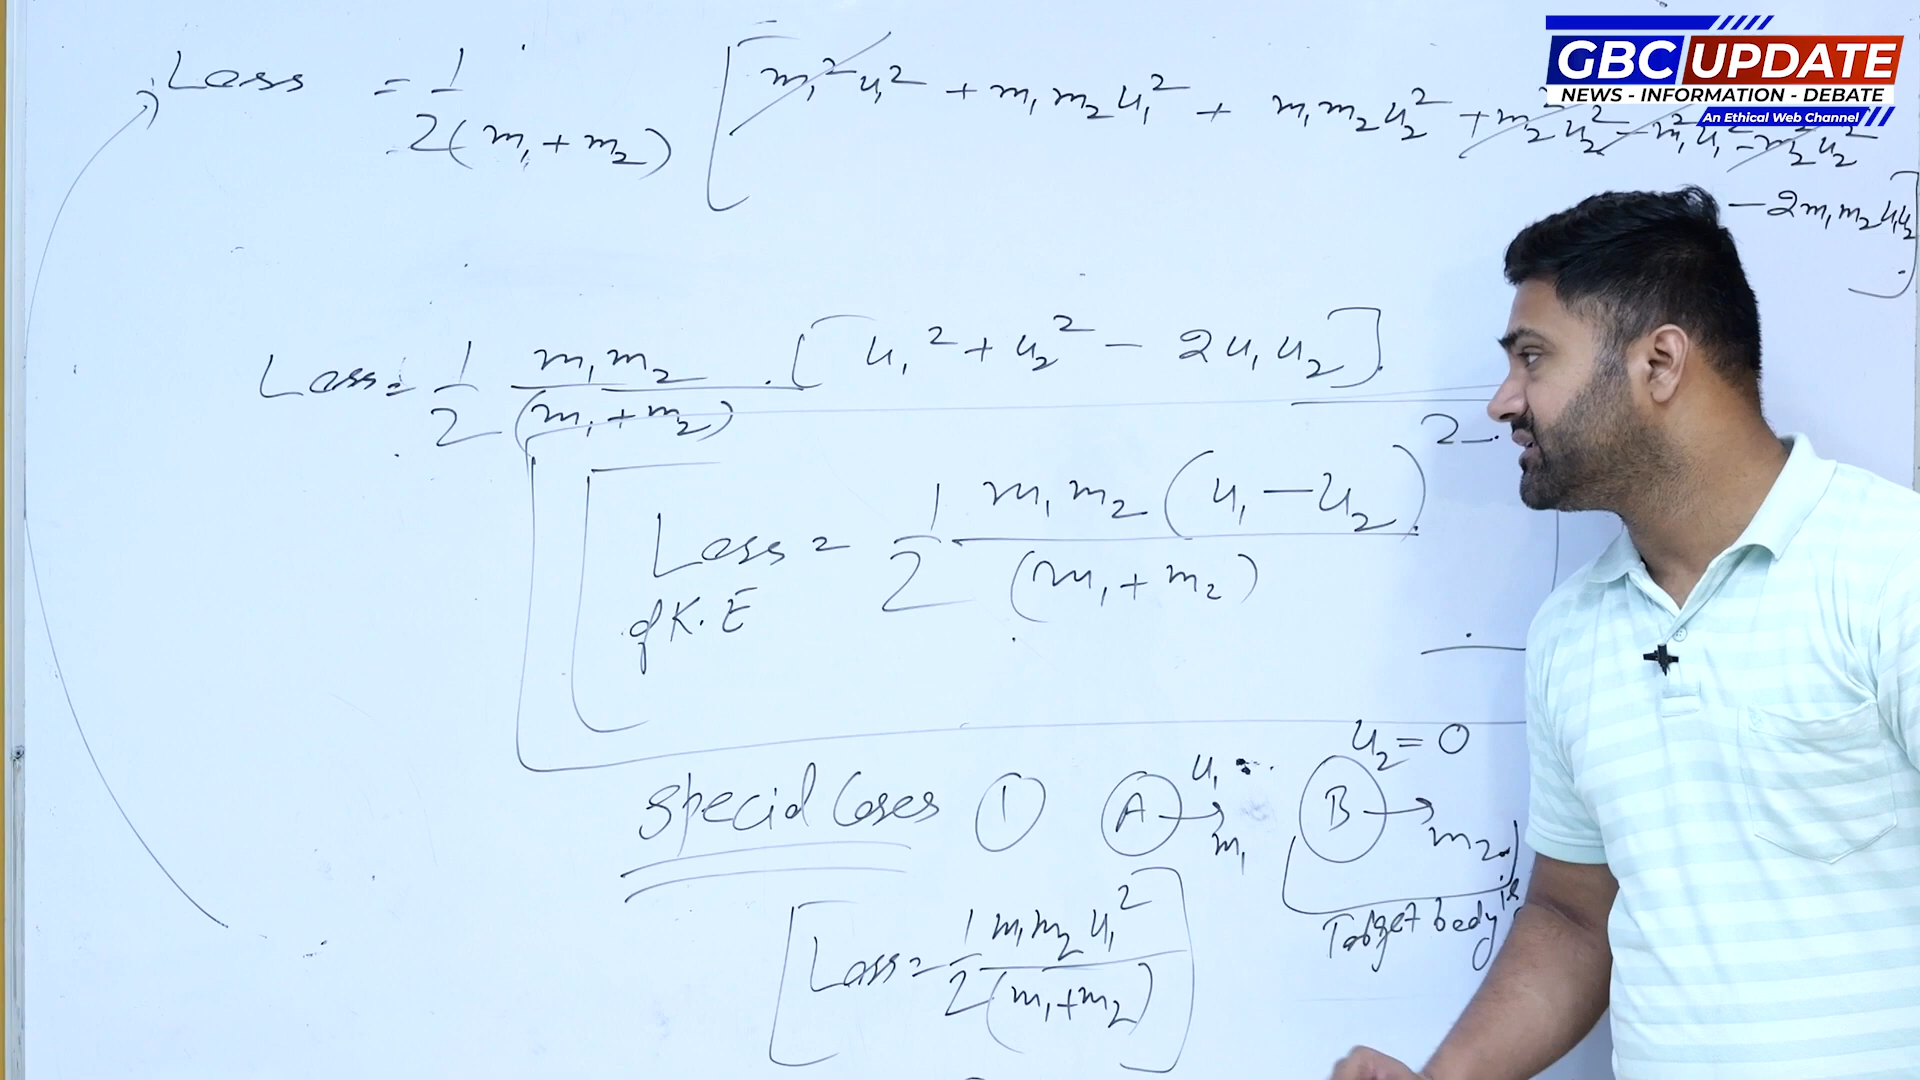 GBC UPDATE
NEWS - INFORMATION - DEBATE
An Ethical Web Channel
Loss = 1/2(m₁ + m₂) [m₁²u₁² + m₁m₂u₁² + m₁m₂u₂² + m₂²u₂² - m₁²u₁² - m₂²u₂²
- 2m₁m₂u₁u₂]
Loss = 1/2 m₁m₂/(m₁ + m₂) . [u₁² + u₂² - 2u₁u₂]
Loss = 1/2 m₁m₂(u₁ - u₂)²/(m₁ + m₂)
of K.E
u₂ = 0
Special Cases ① A → u₁ B →
m₁ m₂
Target body is
Loss = 1/2 m₁m₂u₁²/(m₁+m₂)